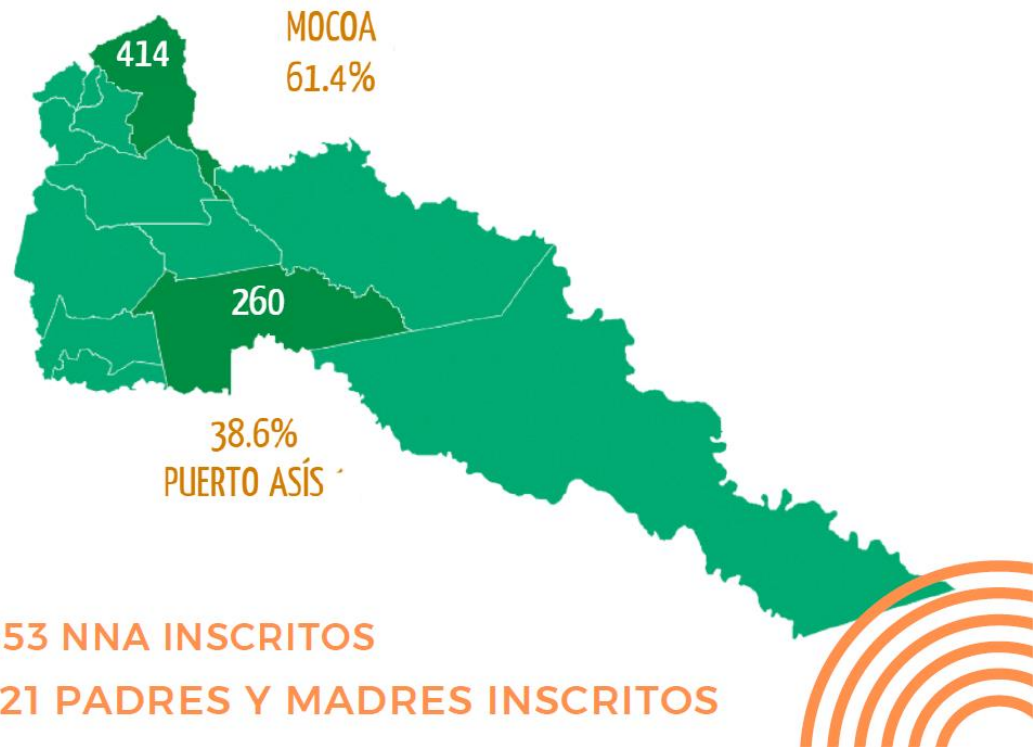 MOCOA
61.4%
414
260
38.6%
PUERTO ASÍS
53 NNA INSCRITOS
21 PADRES Y MADRES INSCRITOS